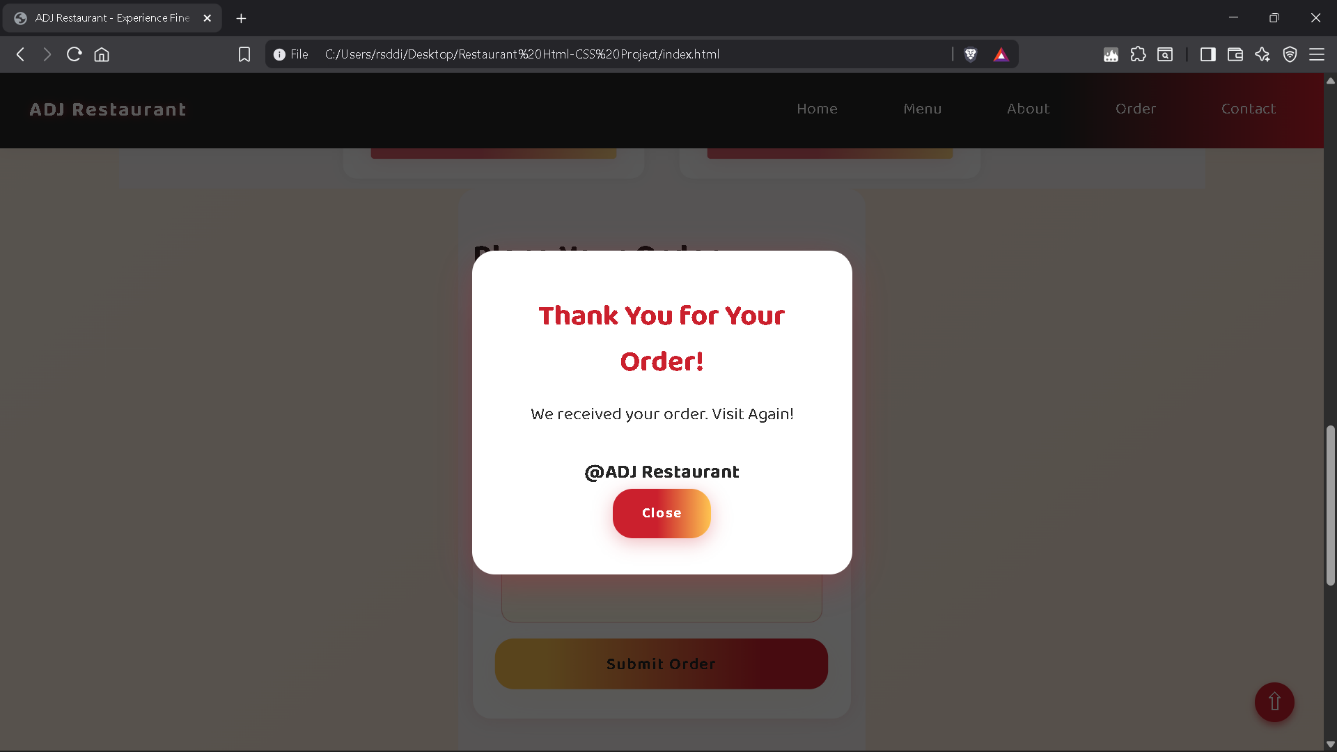 ADJ Restaurant - Experience Fine
File C:/Users/rsddi/Desktop/Restaurant%20Html-CSS%20Project/index.html
ADJ Restaurant Home Menu About Order Contact
Thank You for Your
Order!
We received your order. Visit Again!
@ADJ Restaurant
Close
Submit Order